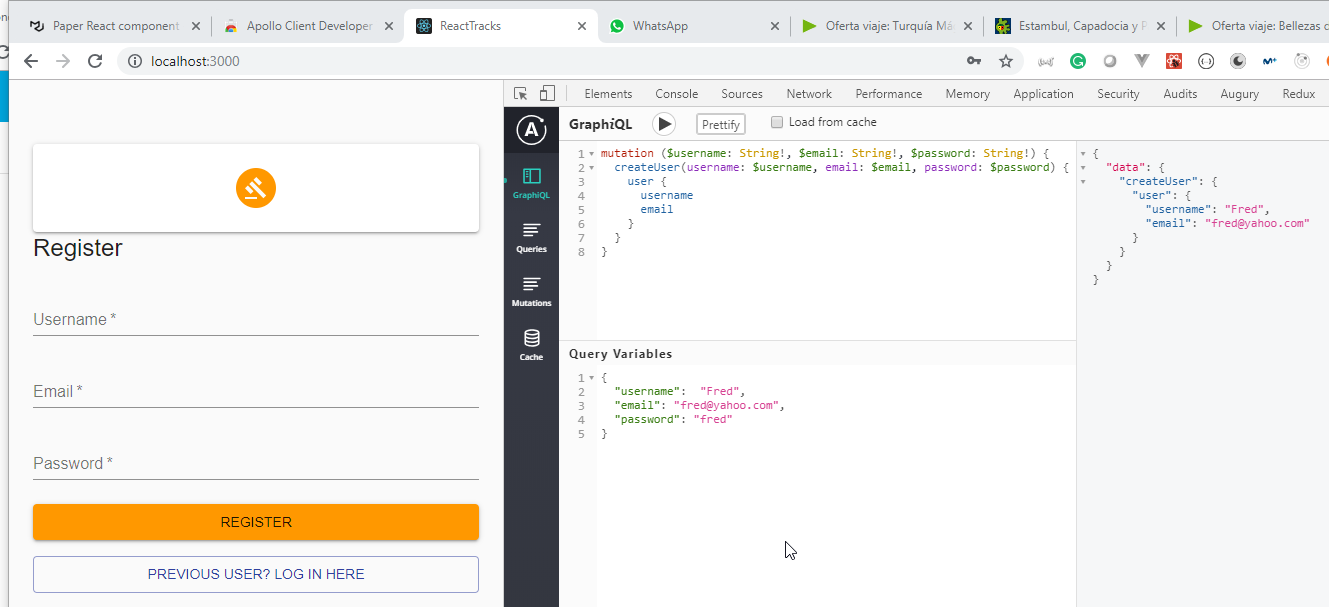 Paper React component
Apollo Client Developer
ReactTracks
WhatsApp
Oferta viaje: Turquía Má
Estambul, Capadocia y P
Oferta viaje: Bellezas d
localhost:3000
Elements Console Sources Network Performance Memory Application Security Audits Augury Redux
GraphiQL Prettify Load from cache
A
GraphiQL
Queries
Mutations
Cache
Register
Username *
Email *
Password *
REGISTER
PREVIOUS USER? LOG IN HERE
1 mutation ($username: String!, $email: String!, $password: String!) {
2 createUser(username: $username, email: $email, password: $password) {
3 user {
4 username
5 email
6 }
7 }
8 }
Query Variables
1 {
2 "username": "Fred",
3 "email": "fred@yahoo.com",
4 "password": "fred"
5 }
{
"data": {
"createUser": {
"user": {
"username": "Fred",
"email": "fred@yahoo.com"
}
}
}
}